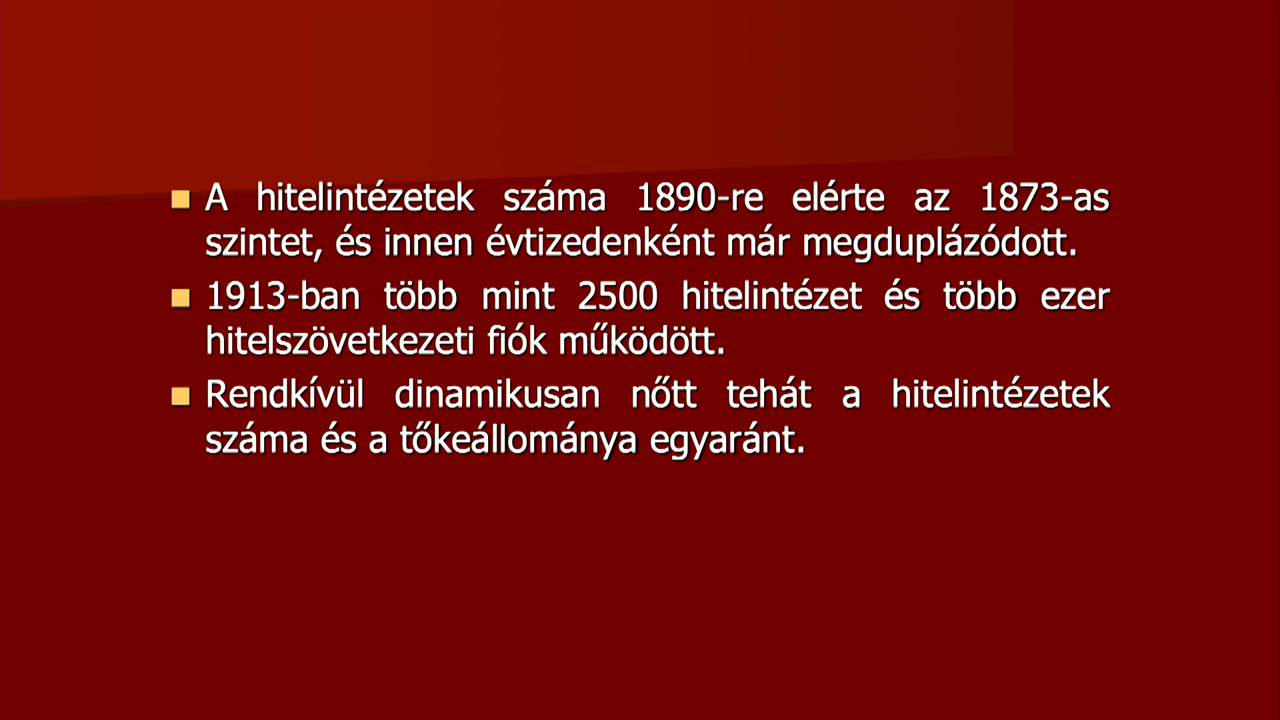 A hitelintézetek száma 1890-re elérte az 1873-as
szintet, és innen évtizedenként már megduplázódott.
1913-ban több mint 2500 hitelintézet és több ezer
hitelszövetkezeti fiók működött.
Rendkívül dinamikusan nőtt tehát a hitelintézetek
száma és a tőkeállománya egyaránt.